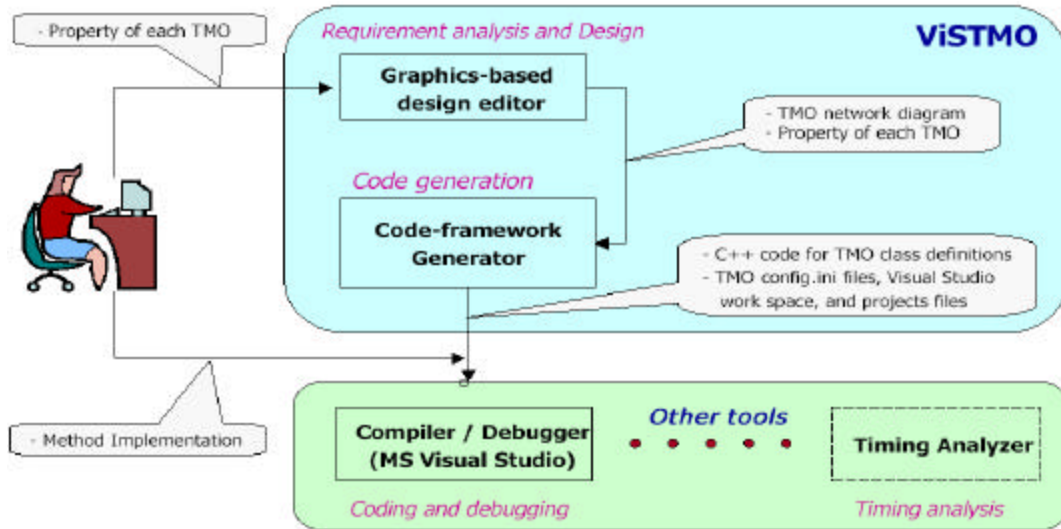 - Property of each TMO
Requirement analysis and Design
ViSTMO
Graphics-based
design editor
- TMO network diagram
- Property of each TMO
Code generation
Code-framework
Generator
- C++ code for TMO class definitions
- TMO config.ini files, Visual Studio
work space, and projects files
- Method Implementation
Compiler / Debugger
(MS Visual Studio)
Other tools
Timing Analyzer
Coding and debugging
Timing analysis